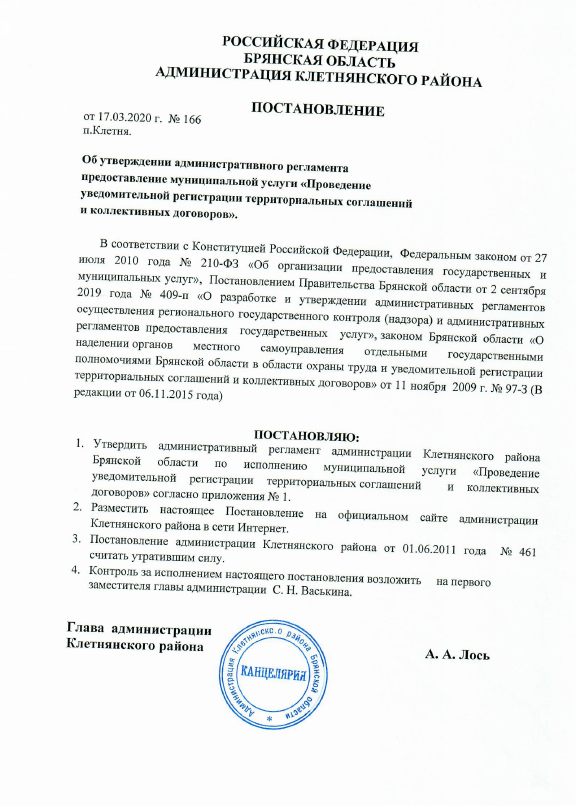 РОССИЙСКАЯ ФЕДЕРАЦИЯ
БРЯНСКАЯ ОБЛАСТЬ
АДМИНИСТРАЦИЯ КЛЕТНЯНСКОГО РАЙОНА
ПОСТАНОВЛЕНИЕ
от 17.03.2020 г. № 166
п.Клетня.
Об утверждении административного регламента
предоставление муниципальной услуги «Проведение
уведомительной регистрации территориальных соглашений
и коллективных договоров».
В соответствии с Конституцией Российской Федерации, Федеральным законом от 27
июля 2010 года № 210-ФЗ «Об организации предоставления государственных и
муниципальных услуг», Постановлением Правительства Брянской области от 2 сентября
2019 года № 409-п «О разработке и утверждении административных регламентов
осуществления регионального государственного контроля (надзора) и административных
регламентов предоставления государственных услуг», законом Брянской области «О
наделении органов местного самоуправления отдельными государственными
полномочиями Брянской области в области охраны труда и уведомительной регистрации
территориальных соглашений и коллективных договоров» от 11 ноября 2009 г. № 97-З (В
редакции от 06.11.2015 года)
ПОСТАНОВЛЯЮ:
1. Утвердить административный регламент администрации Клетнянского района
Брянской области по исполнению муниципальной услуги «Проведение
уведомительной регистрации территориальных соглашений и коллективных
договоров» согласно приложения № 1.
2. Разместить настоящее Постановление на официальном сайте администрации
Клетнянского района в сети Интернет.
3. Постановление администрации Клетнянского района от 01.06.2011 года № 461
считать утратившим силу.
4. Контроль за исполнением настоящего постановления возложить на первого
заместителя главы администрации С. Н. Васькина.
Глава администрации
Клетнянского района
А. А. Лось
Администрация Клетнянского района Брянской области
КАНЦЕЛЯРИЯ